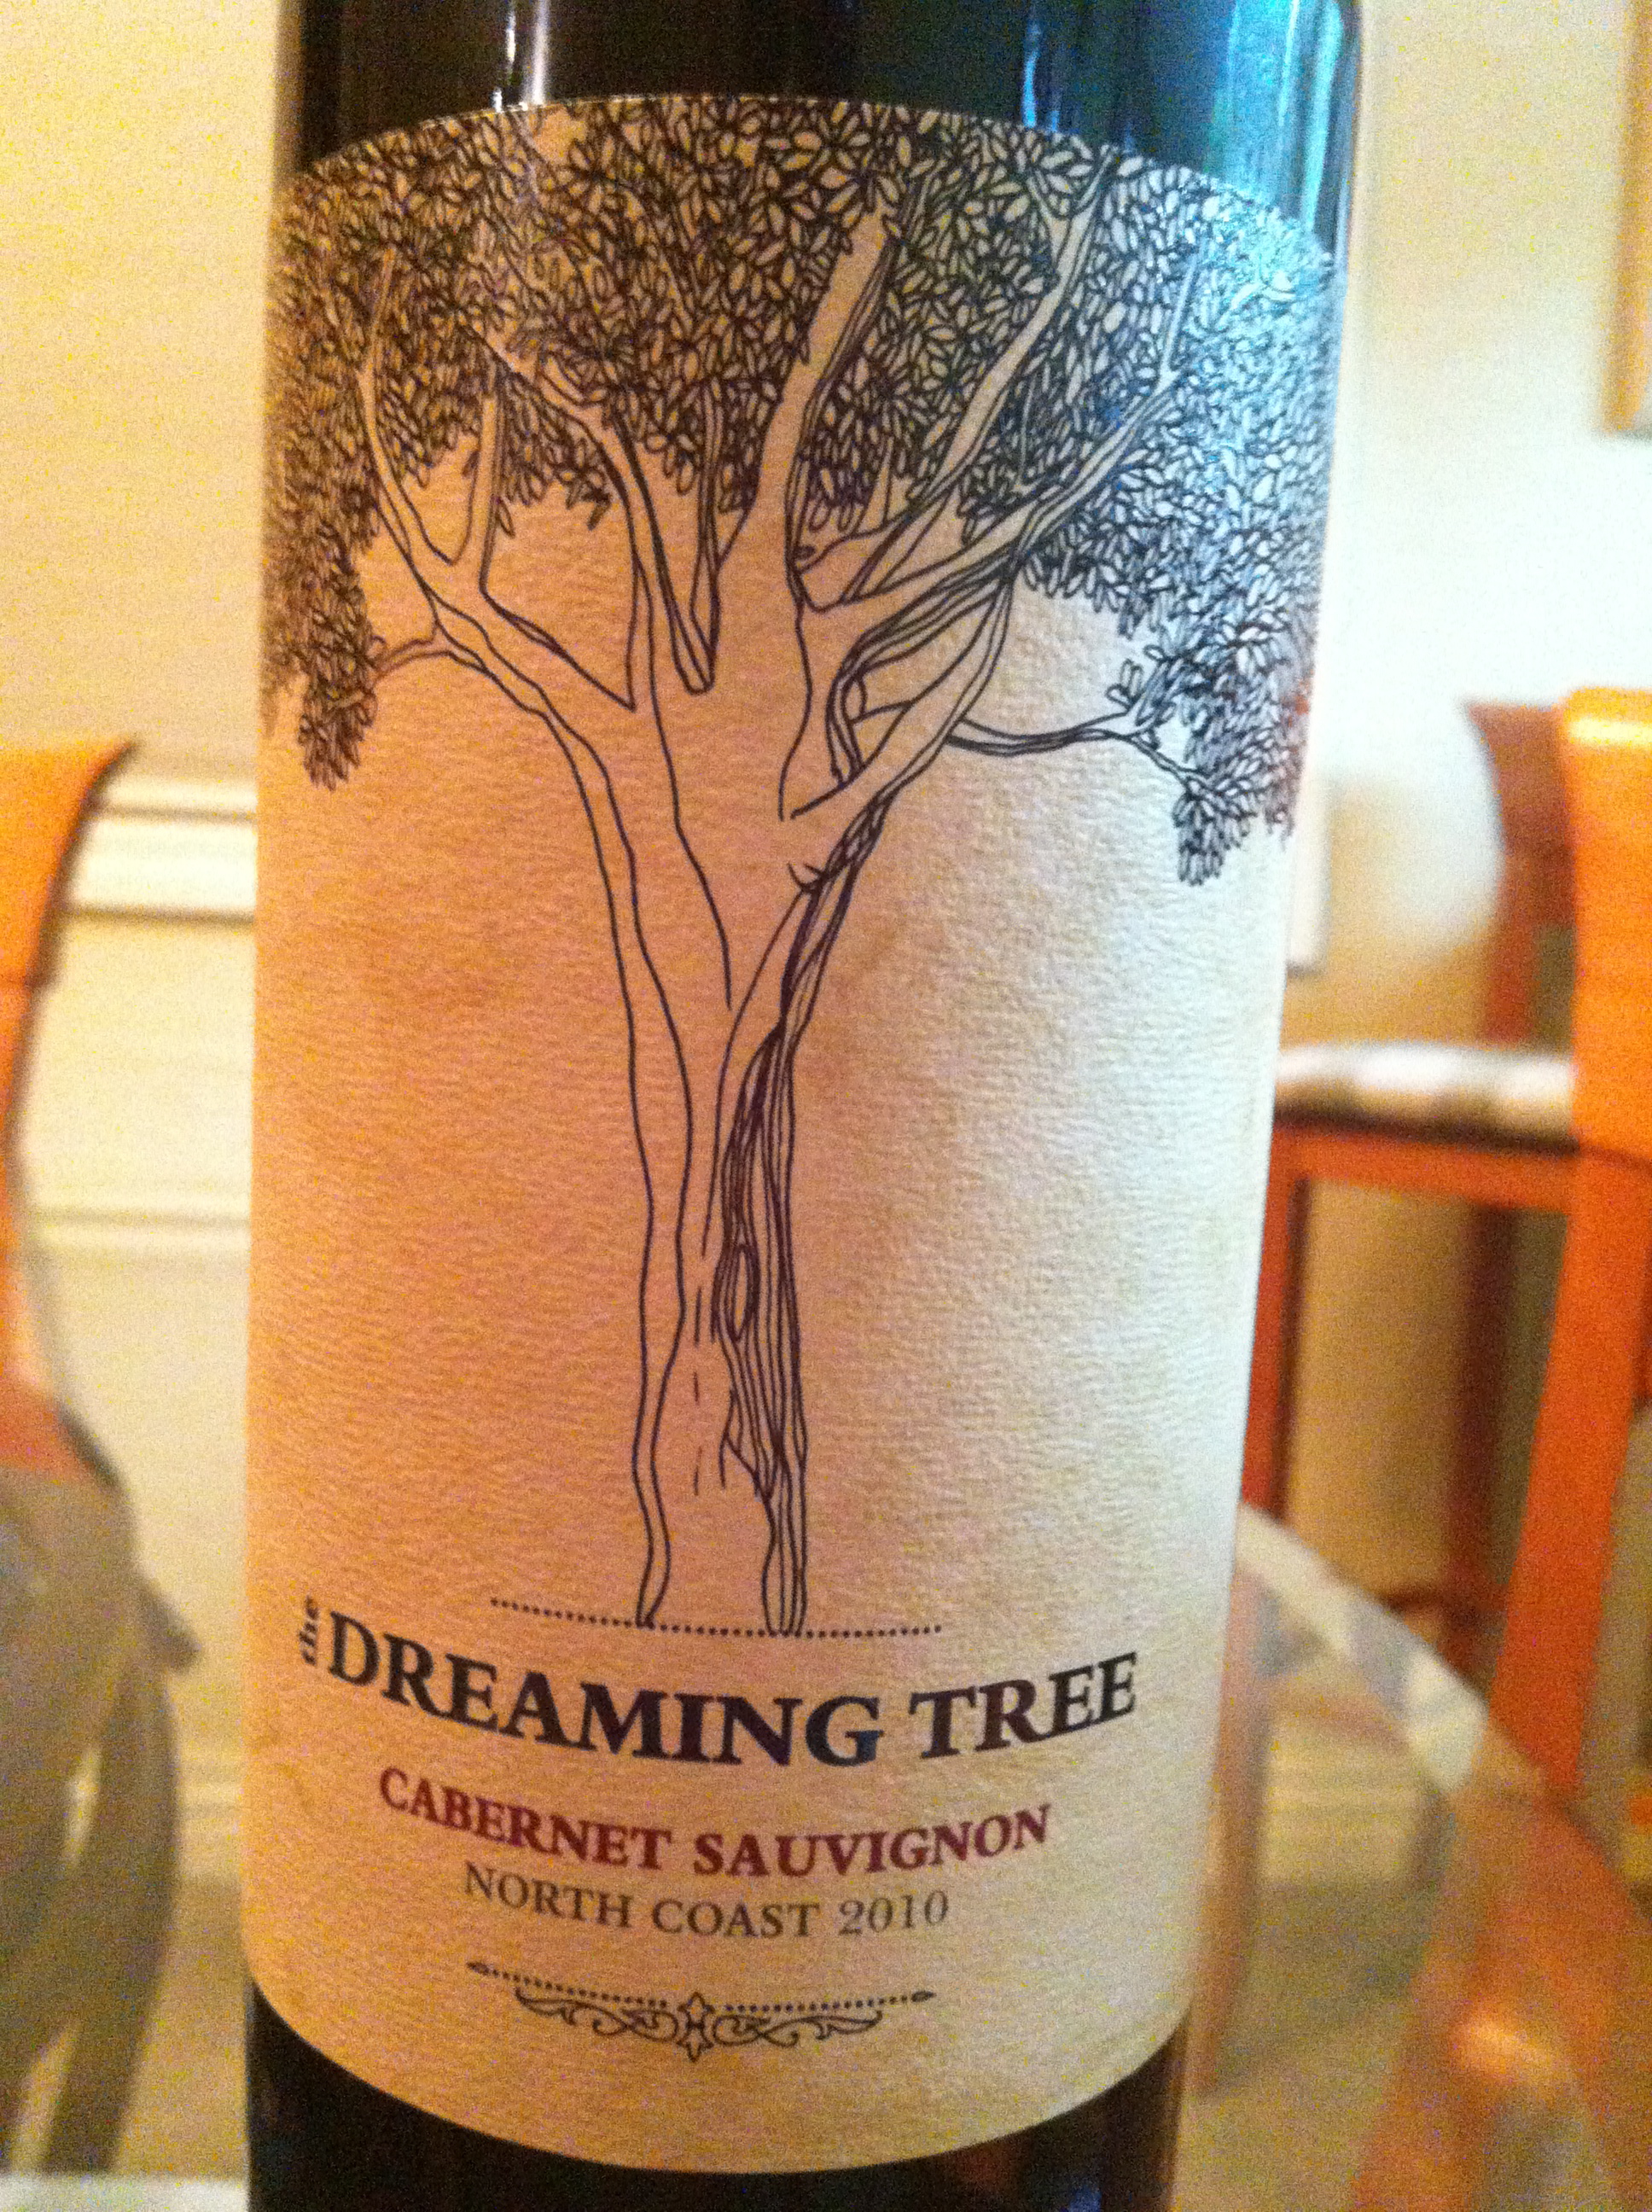 the DREAMING TREE
CABERNET SAUVIGNON
NORTH COAST 2010